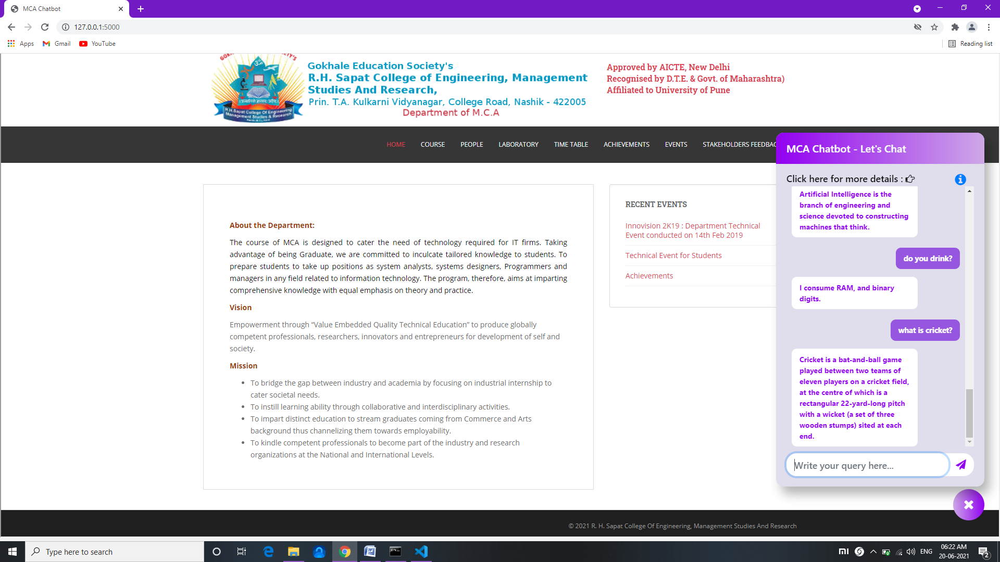 MCA Chatbot
127.0.0.1:5000
Apps
Gmail
YouTube
Reading list
R.H.Sapat College Of Engineering
Management Studies & Research
Gokhale Education Society's
R.H. Sapat College of Engineering, Management
Studies And Research,
Prin. T.A. Kulkarni Vidyanagar, College Road, Nashik - 422005
Department of M.C.A
Approved by AICTE, New Delhi
Recognised by D.T.E. & Govt. of Maharashtra)
Affiliated to University of Pune
HOME COURSE PEOPLE LABORATORY TIME TABLE ACHIEVEMENTS EVENTS STAKEHOLDERS FEEDBAC
About the Department:
The course of MCA is designed to cater the need of technology required for IT firms. Taking
advantage of being Graduate, we are committed to inculcate tailored knowledge to students. To
prepare students to take up positions as system analysts, systems designers, Programmers and
managers in any field related to information technology. The program, therefore, aims at imparting
comprehensive knowledge with equal emphasis on theory and practice.
Vision
Empowerment through “Value Embedded Quality Technical Education” to produce globally
competent professionals, researchers, innovators and entrepreneurs for development of self and
society.
Mission
• To bridge the gap between industry and academia by focusing on industrial internship to
cater societal needs.
• To instill learning ability through collaborative and interdisciplinary activities.
• To impart distinct education to stream graduates coming from Commerce and Arts
background thus channelizing them towards employability.
• To kindle competent professionals to become part of the industry and research
organizations at the National and International Levels.
RECENT EVENTS
Innovision 2K19 : Department Technical
Event conducted on 14th Feb 2019
Technical Event for Students
Achievements
MCA Chatbot - Let's Chat
Click here for more details :
Artificial Intelligence is the
branch of engineering and
science devoted to constructing
machines that think.
do you drink?
I consume RAM, and binary
digits.
what is cricket?
Cricket is a bat-and-ball game
played between two teams of
eleven players on a cricket field,
at the centre of which is a
rectangular 22-yard-long pitch
with a wicket (a set of three
wooden stumps) sited at each
end.
Write your query here...
© 2021 R. H. Sapat College Of Engineering, Management Studies And Research
Type here to search
ENG
06:22 AM
20-06-2021
2